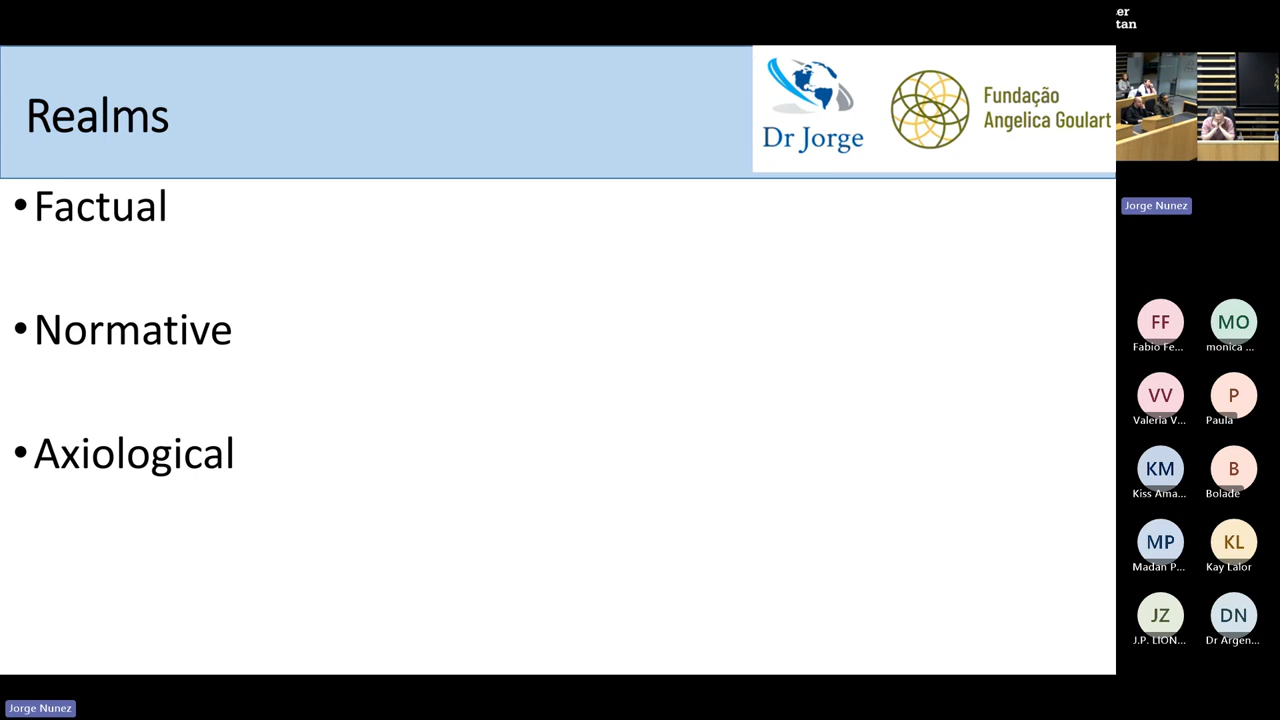 er
tan
Realms
Dr Jorge
Fundação
Angelica Goulart
•Factual
•Normative
•Axiological
Jorge Nunez
FF
MO
Fabio Fe...
monica ...
VV
P
Valeria V...
Paula
KM
B
Kiss Ama...
Bolade
MP
KL
Madan P...
Kay Lalor
JZ
DN
J.P. LION...
Dr Argen...
Jorge Nunez